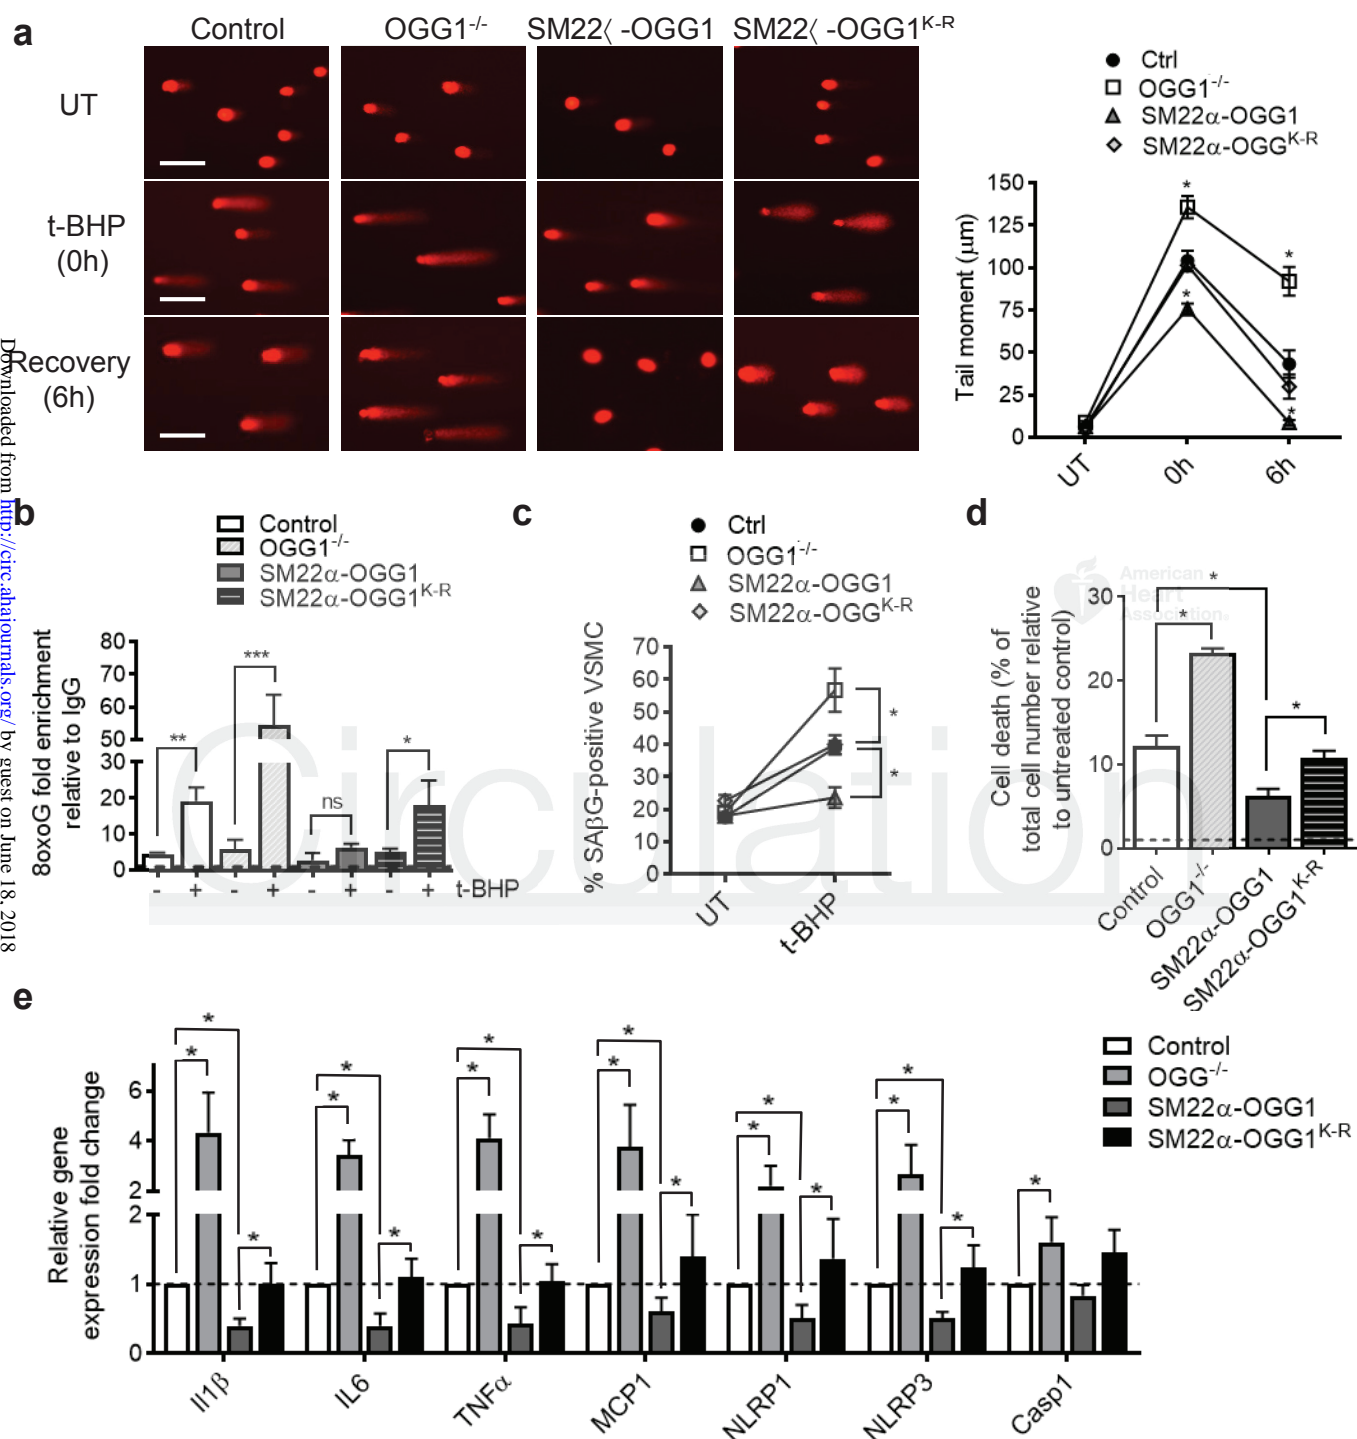 a
Control
OGG1-/-
SM22〈 -OGG1
SM22〈 -OGG1K-R
UT
t-BHP
(0h)
Recovery
(6h)
Ctrl
OGG1-/-
SM22α-OGG1
SM22α-OGGK-R
Tail moment (μm)
150
125
100
75
50
25
0
*
*
*
*
UT
0h
6h
Downloaded from http://circ.ahajournals.org/ by guest on June 18, 2018
b
Control
OGG1-/-
SM22α-OGG1
SM22α-OGG1K-R
8oxoG fold enrichment
relative to IgG
80
70
60
50
30
20
10
0
**
***
ns
*
- + - + - + - + t-BHP
c
Ctrl
OGG1-/-
SM22α-OGG1
SM22α-OGGK-R
% SAβG-positive VSMC
70
60
50
40
30
20
10
0
*
*
UT
t-BHP
d
American
Heart
Association®
Cell death (% of
total cell number relative
to untreated control)
30
20
10
0
*
*
*
Control
OGG1-/-
SM22α-OGG1
SM22α-OGG1K-R
Circulation
e
Control
OGG-/-
SM22α-OGG1
SM22α-OGG1K-R
Relative gene
expression fold change
6
4
2
2
1
0
* * *
* * *
* * *
* * *
* * *
* * *
*
Il1β
IL6
TNFα
MCP1
NLRP1
NLRP3
Casp1